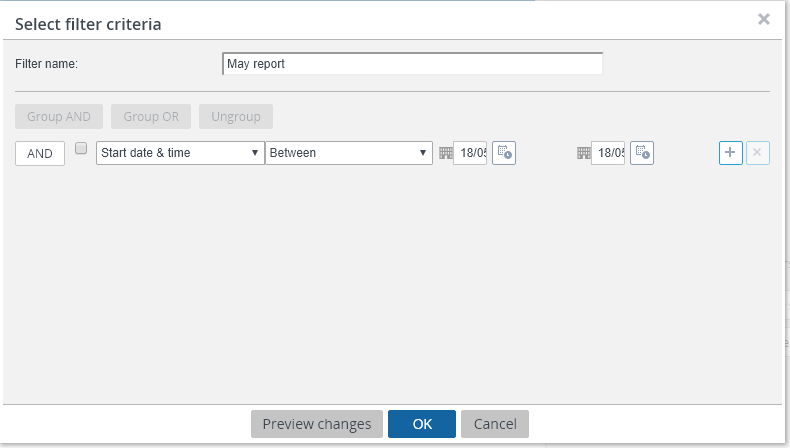 Select filter criteria
Filter name: May report
Group AND Group OR Ungroup
AND Start date & time Between 18/05 18/05
Preview changes OK Cancel